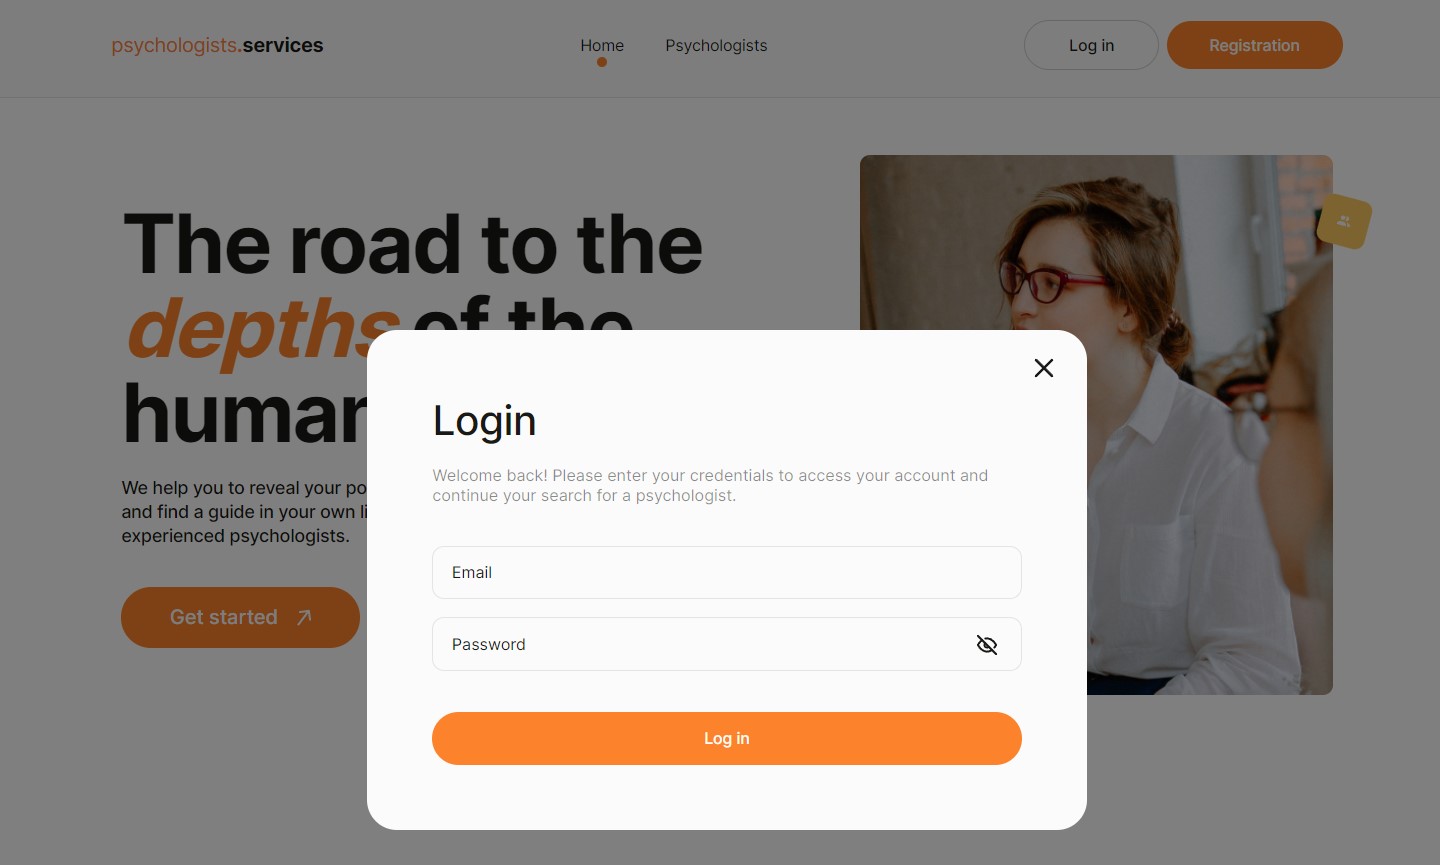 psychologists.services
Home
Psychologists
Log in
Registration
The road to the
depths of the
human
We help you to reveal your po
and find a guide in your own li
experienced psychologists.
Get started
Login
Welcome back! Please enter your credentials to access your account and
continue your search for a psychologist.
Email
Password
Log in